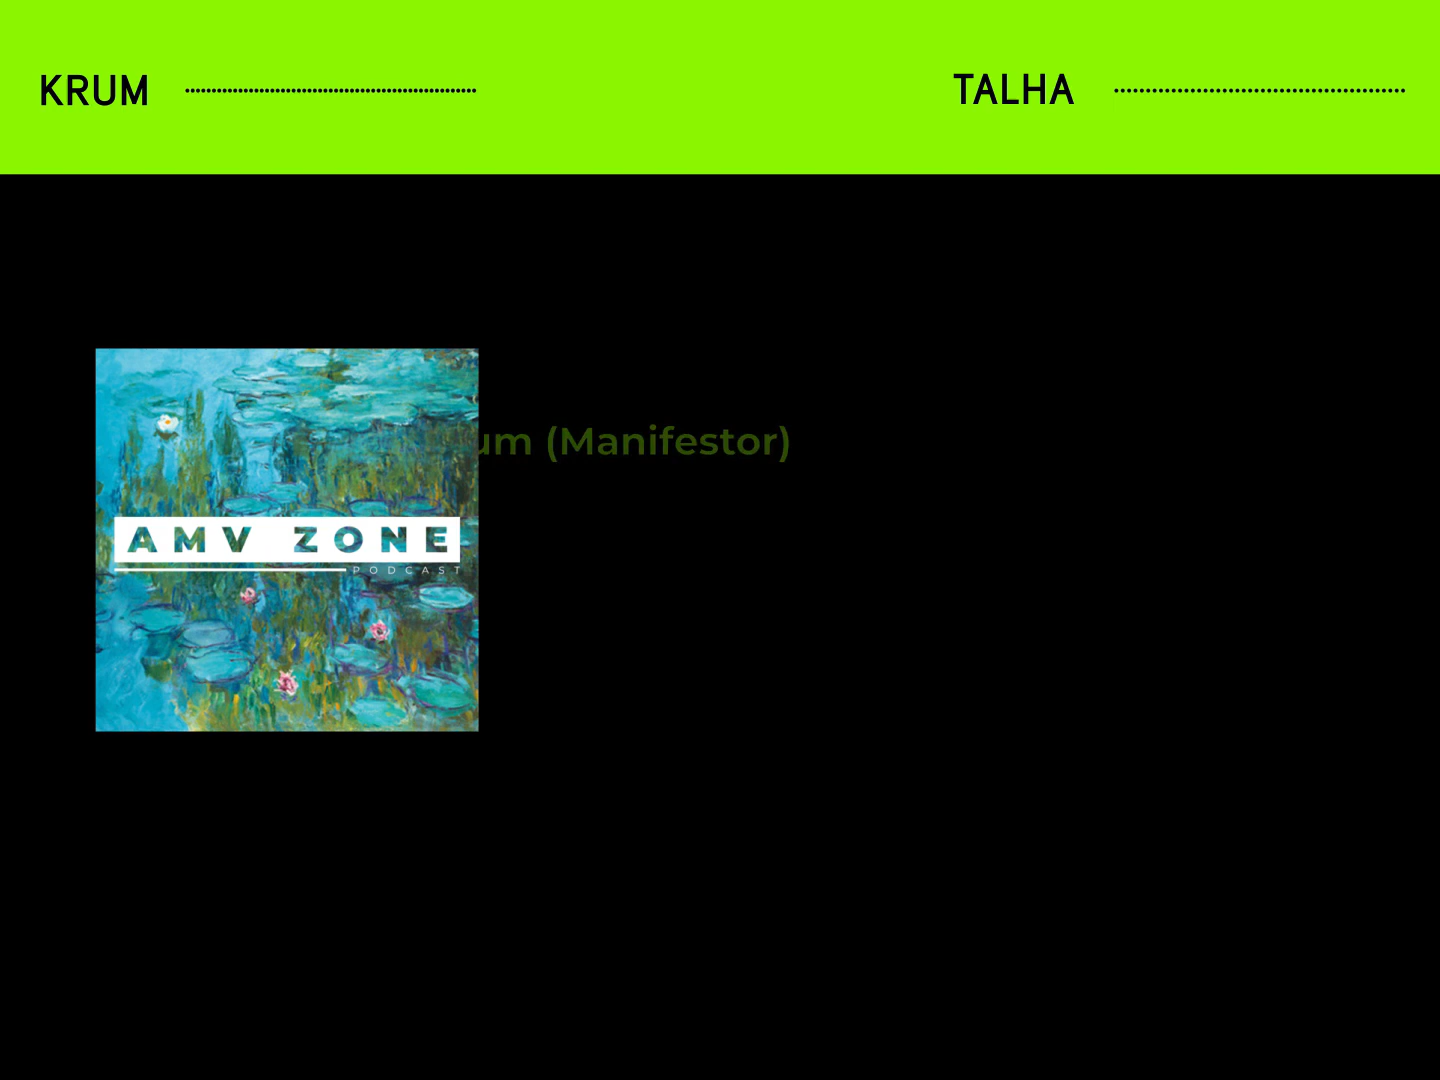 KRUM
TALHA
um (Manifestor)
AMV ZONE
PODCAST